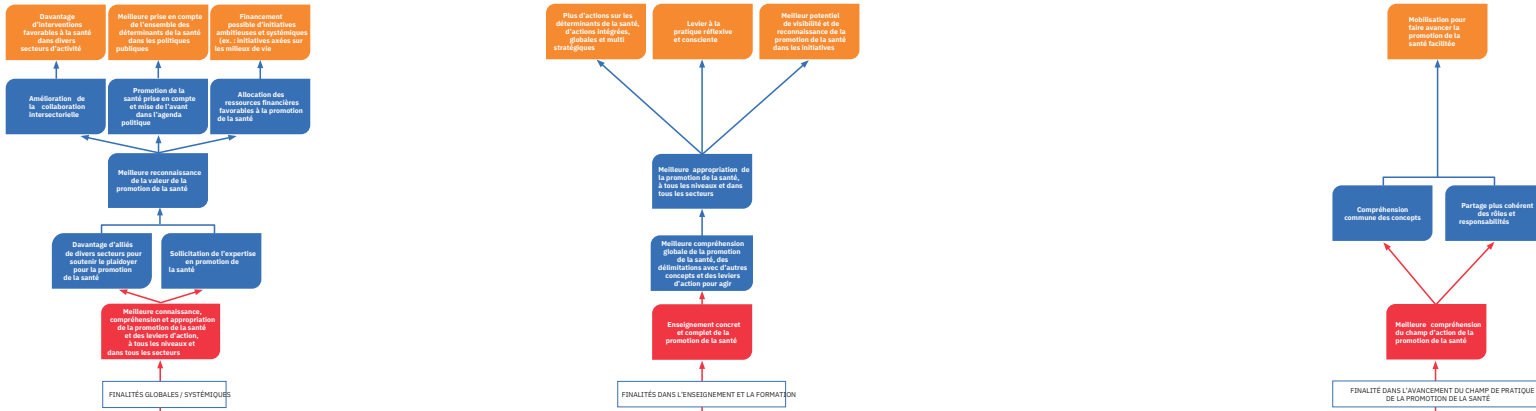 Davantage
d'interventions
favorables à la santé
dans divers
secteurs d'activité
Meilleure prise en compte
de l'ensemble des
déterminants de la santé
dans les politiques
publiques
Financement
possible d'initiatives
ambitieuses et systémiques
(ex. : initiatives axées sur
les milieux de vie
Amélioration de
la collaboration
intersectorielle
Promotion de la
santé prise en compte
et mise de l'avant
dans l'agenda
politique
Allocation des
ressources financières
favorables à la promotion
de la santé
Meilleure reconnaissance
de la valeur de la
promotion de la santé
Davantage d'alliés
de divers secteurs pour
soutenir le plaidoyer
pour la promotion
de la santé
Sollicitation de l'expertise
en promotion de
la santé
Meilleure connaissance,
compréhension et appropriation
de la promotion de la santé
et des leviers d'action,
à tous les niveaux et
dans tous les secteurs
FINALITÉS GLOBALES / SYSTÉMIQUES
Plus d'actions sur les
déterminants de la santé,
d'actions intégrées,
globales et multi
stratégiques
Levier à la
pratique réflexive
et consciente
Meilleur potentiel
de visibilité et de
reconnaissance de la
promotion de la santé
dans les initiatives
Meilleure appropriation de
la promotion de la santé,
à tous les niveaux et dans
tous les secteurs
Meilleure compréhension
globale de la promotion
de la santé, des
délimitations avec d'autres
concepts et des leviers
d'action pour agir
Enseignement concret
et complet de la
promotion de la santé
FINALITÉS DANS L'ENSEIGNEMENT ET LA FORMATION
Mobilisation pour
faire avancer la
promotion de la
santé facilitée
Compréhension
commune des concepts
Partage plus cohérent
des rôles et
responsabilités
Meilleure compréhension
du champ d'action de la
promotion de la santé
FINALITÉ DANS L'AVANCEMENT DU CHAMP DE PRATIQUE
DE LA PROMOTION DE LA SANTÉ